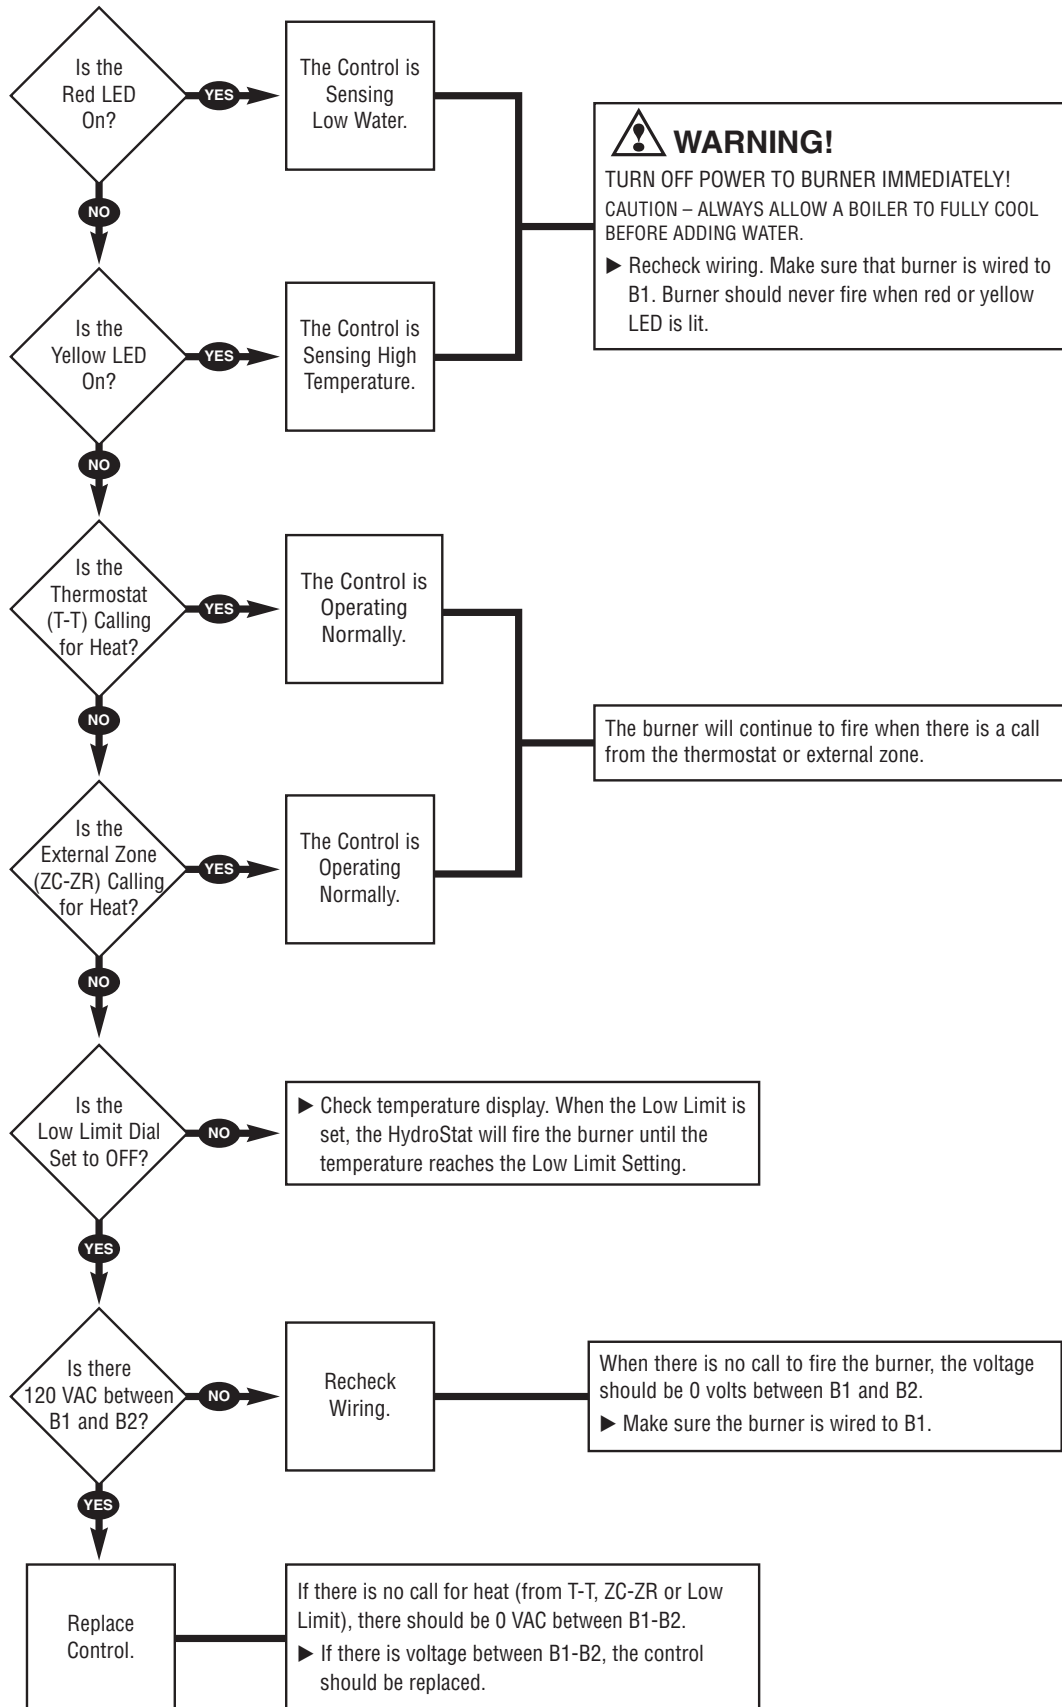 Is the
Red LED
On?
YES
The Control is
Sensing
Low Water.
WARNING!
TURN OFF POWER TO BURNER IMMEDIATELY!
CAUTION – ALWAYS ALLOW A BOILER TO FULLY COOL
BEFORE ADDING WATER.
▶ Recheck wiring. Make sure that burner is wired to
B1. Burner should never fire when red or yellow
LED is lit.
NO
Is the
Yellow LED
On?
YES
The Control is
Sensing High
Temperature.
NO
Is the
Thermostat
(T-T) Calling
for Heat?
YES
The Control is
Operating
Normally.
The burner will continue to fire when there is a call
from the thermostat or external zone.
NO
Is the
External Zone
(ZC-ZR) Calling
for Heat?
YES
The Control is
Operating
Normally.
NO
Is the
Low Limit Dial
Set to OFF?
NO
▶ Check temperature display. When the Low Limit is
set, the HydroStat will fire the burner until the
temperature reaches the Low Limit Setting.
YES
Is there
120 VAC between
B1 and B2?
NO
Recheck
Wiring.
When there is no call to fire the burner, the voltage
should be 0 volts between B1 and B2.
▶ Make sure the burner is wired to B1.
YES
Replace
Control.
If there is no call for heat (from T-T, ZC-ZR or Low
Limit), there should be 0 VAC between B1-B2.
▶ If there is voltage between B1-B2, the control
should be replaced.